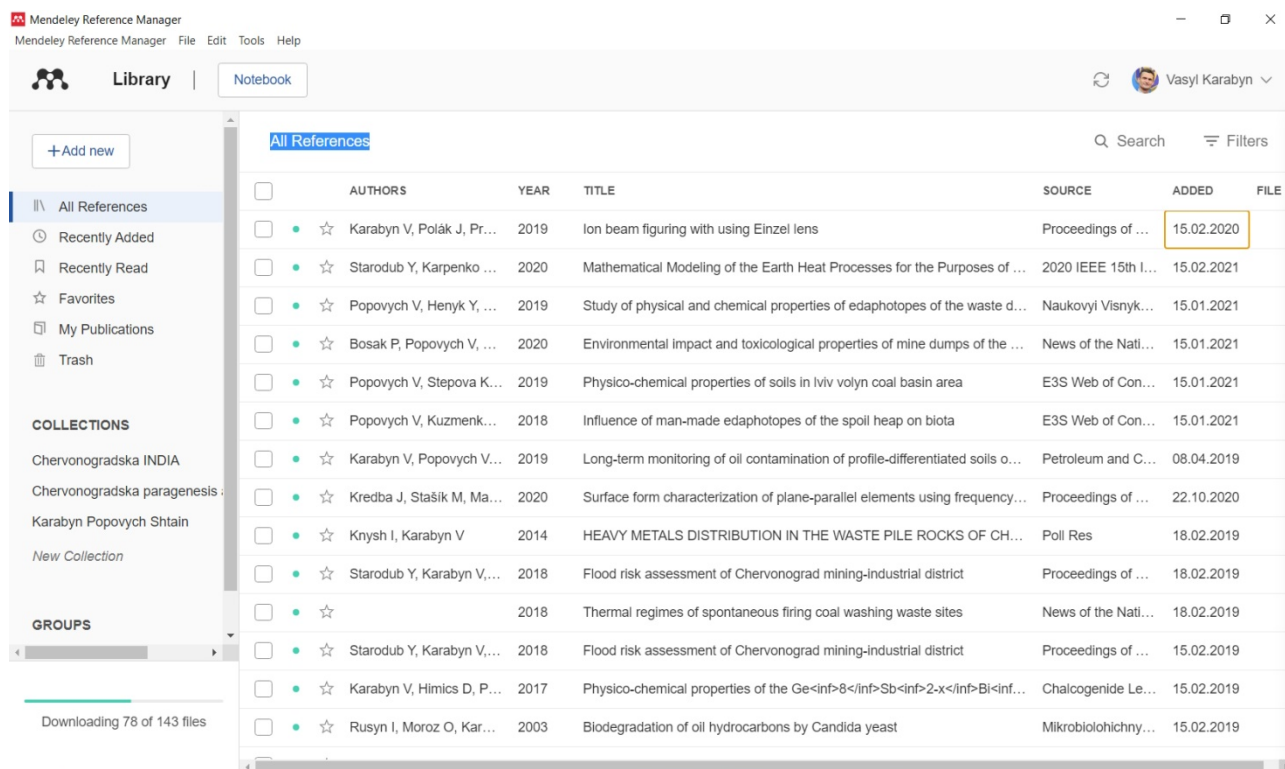 Mendeley Reference Manager
Mendeley Reference Manager File Edit Tools Help
Library | Notebook
Vasyl Karabyn
+Add new
All References
Recently Added
Recently Read
Favorites
My Publications
Trash
COLLECTIONS
Chervonogradska INDIA
Chervonogradska paragenesis
Karabyn Popovych Shtain
New Collection
GROUPS
Downloading 78 of 143 files
All References
Search Filters
AUTHORS YEAR TITLE SOURCE ADDED FILE
Karabyn V, Polák J, Pr... 2019 Ion beam figuring with using Einzel lens Proceedings of ... 15.02.2020
Starodub Y, Karpenko ... 2020 Mathematical Modeling of the Earth Heat Processes for the Purposes of ... 2020 IEEE 15th I... 15.02.2021
Popovych V, Henyk Y, ... 2019 Study of physical and chemical properties of edaphotopes of the waste d... Naukovyi Visnyk... 15.01.2021
Bosak P, Popovych V, ... 2020 Environmental impact and toxicological properties of mine dumps of the ... News of the Nati... 15.01.2021
Popovych V, Stepova K... 2019 Physico-chemical properties of soils in lviv volyn coal basin area E3S Web of Con... 15.01.2021
Popovych V, Kuzmenk... 2018 Influence of man-made edaphotopes of the spoil heap on biota E3S Web of Con... 15.01.2021
Karabyn V, Popovych V... 2019 Long-term monitoring of oil contamination of profile-differentiated soils o... Petroleum and C... 08.04.2019
Kredba J, Stašík M, Ma... 2020 Surface form characterization of plane-parallel elements using frequency... Proceedings of ... 22.10.2020
Knysh I, Karabyn V 2014 HEAVY METALS DISTRIBUTION IN THE WASTE PILE ROCKS OF CH... Poll Res 18.02.2019
Starodub Y, Karabyn V,... 2018 Flood risk assessment of Chervonograd mining-industrial district Proceedings of ... 18.02.2019
2018 Thermal regimes of spontaneous firing coal washing waste sites News of the Nati... 18.02.2019
Starodub Y, Karabyn V,... 2018 Flood risk assessment of Chervonograd mining-industrial district Proceedings of ... 15.02.2019
Karabyn V, Himics D, P... 2017 Physico-chemical properties of the Ge<inf>8</inf>Sb<inf>2-x</inf>Bi<inf... Chalcogenide Le... 15.02.2019
Rusyn I, Moroz O, Kar... 2003 Biodegradation of oil hydrocarbons by Candida yeast Mikrobiolohichny... 15.02.2019